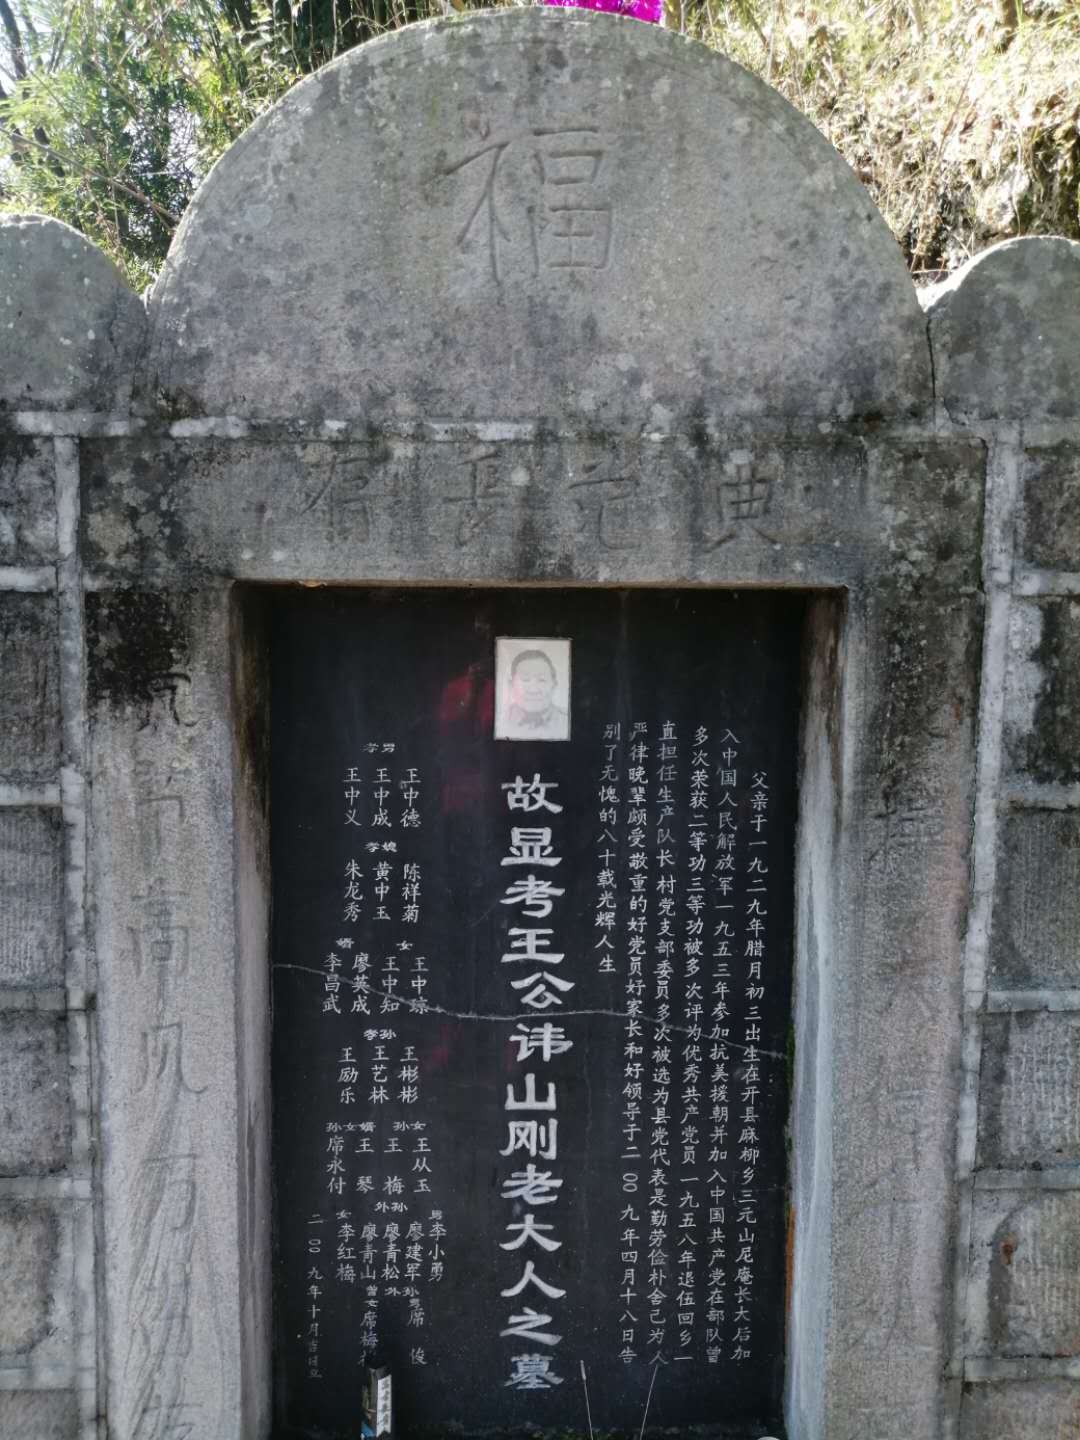 福
典范長存
父亲于一九二九年腊月初三出生在开县麻柳乡三元山尼庵长大后加
入中国人民解放军一九五三年参加抗美援朝并加入中国共产党在部队曾
多次荣获二等功三等功被多次评为优秀共产党员一九五八年退伍回乡一
直担任生产队长村党支部委员多次被选为县党代表是勤劳俭朴舍己为人
严律晚辈颇受敬重的好党员好家长和好领导于二00九年四月十八日告
别了无愧的八十载光辉人生
故显考王公讳山刚老大人之墓
孝男
王中德
王中成
王中义
孝媳
陈祥菊
黄中玉
朱龙秀
女
王中琼
王中知
婿
廖英成
李昌武
孝孙
王彬彬
王艺林
王励乐
孙女
王从玉
王梅
王琴
孙女婿
席永付
外孙
男
李小勇
廖建军
廖青松
廖青山
女
李红梅
曾外孙
男
席俊
女
席梅
二00九年十月吉日立